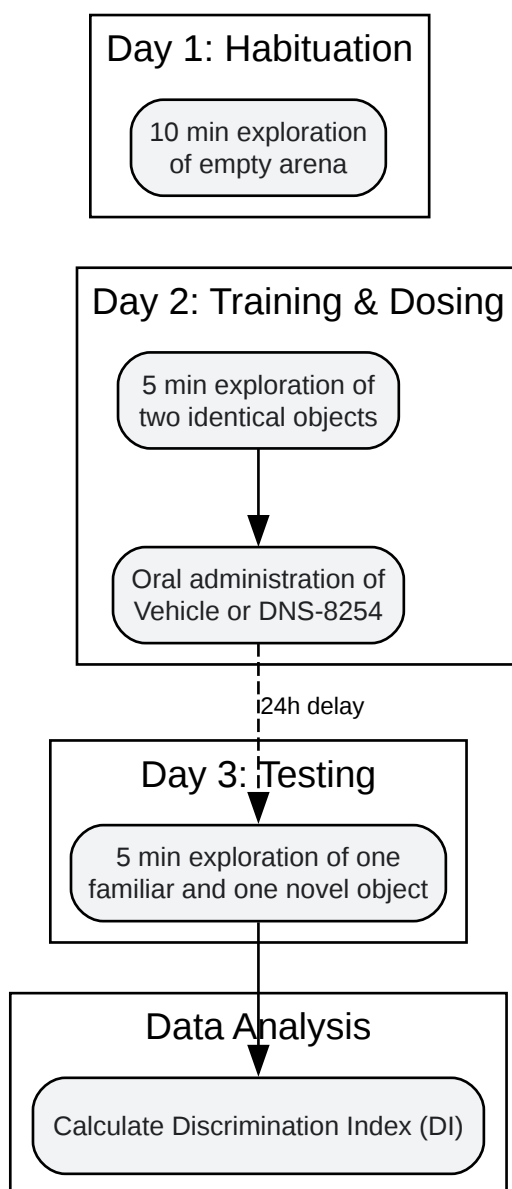 Day 1: Habituation
10 min exploration
of empty arena
Day 2: Training & Dosing
5 min exploration of
two identical objects
Oral administration of
Vehicle or DNS-8254
24h delay
Day 3: Testing
5 min exploration of one
familiar and one novel object
Data Analysis
Calculate Discrimination Index (DI)